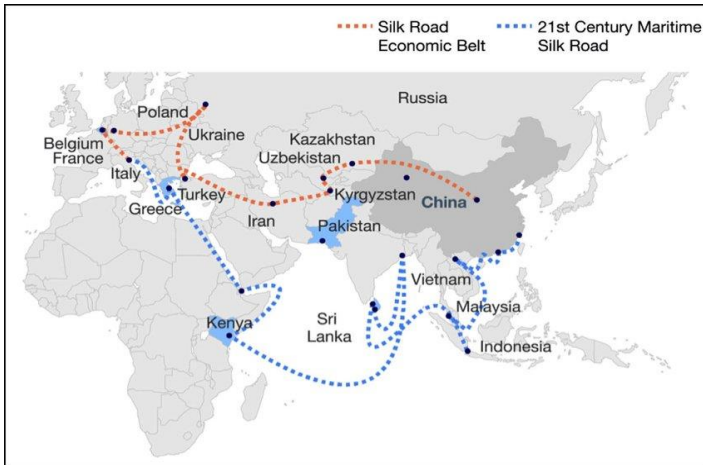 Silk Road
Economic Belt
21st Century Maritime
Silk Road
Russia
Poland
Ukraine
Belgium
France
Kazakhstan
Uzbekistan
Italy
Turkey
Kyrgyzstan
China
Greece
Iran
Pakistan
Vietnam
Malaysia
Kenya
Sri
Lanka
Indonesia